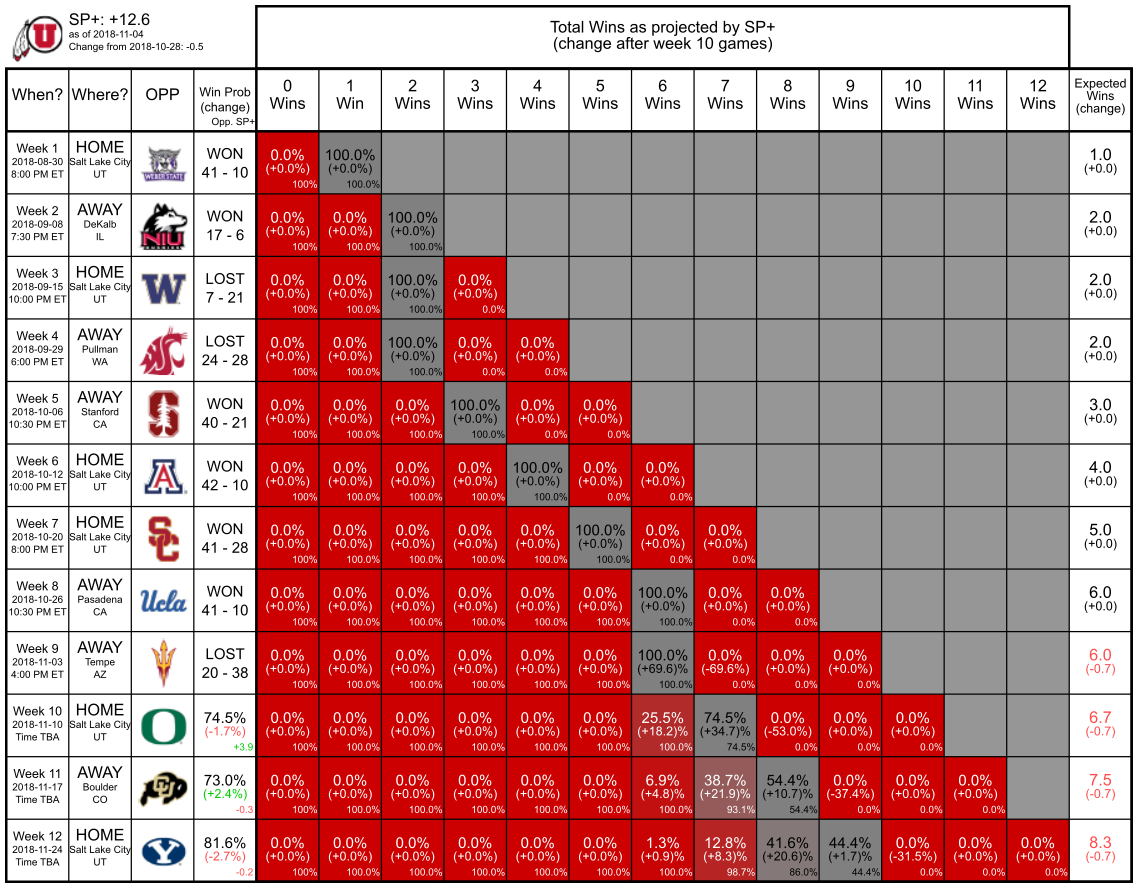 SP+: +12.6
as of 2018-11-04
Change from 2018-10-28: -0.5
U
Total Wins as projected by SP+
(change after week 10 games)
When? Where? OPP Win Prob (change) Opp. SP+ 0 Wins 1 Win 2 Wins 3 Wins 4 Wins 5 Wins 6 Wins 7 Wins 8 Wins 9 Wins 10 Wins 11 Wins 12 Wins Expected Wins (change)
Week 1 HOME WON 0.0% 100.0% 1.0
2018-08-30 Salt Lake City 41 - 10 (+0.0%) (+0.0%) (+0.0)
8:00 PM ET UT WEBER STATE 100% 100.0%
Week 2 AWAY WON 0.0% 0.0% 100.0% 2.0
2018-09-08 DeKalb 17 - 6 (+0.0%) (+0.0%) (+0.0%) (+0.0)
7:30 PM ET IL NIU HUSKIES 100% 100.0% 100.0%
Week 3 HOME W LOST 0.0% 0.0% 100.0% 0.0% 2.0
2018-09-15 Salt Lake City 7 - 21 (+0.0%) (+0.0%) (+0.0%) (+0.0%) (+0.0)
10:00 PM ET UT 100% 100.0% 100.0% 0.0%
Week 4 AWAY LOST 0.0% 0.0% 100.0% 0.0% 0.0% 2.0
2018-09-29 Pullman 24 - 28 (+0.0%) (+0.0%) (+0.0%) (+0.0%) (+0.0%) (+0.0)
6:00 PM ET WA 100% 100.0% 100.0% 0.0% 0.0%
Week 5 AWAY S WON 0.0% 0.0% 0.0% 100.0% 0.0% 0.0% 3.0
2018-10-06 Stanford 40 - 21 (+0.0%) (+0.0%) (+0.0%) (+0.0%) (+0.0%) (+0.0%) (+0.0)
10:30 PM ET CA 100% 100.0% 100.0% 100.0% 0.0% 0.0%
Week 6 HOME A WON 0.0% 0.0% 0.0% 0.0% 100.0% 0.0% 0.0% 4.0
2018-10-12 Salt Lake City 42 - 10 (+0.0%) (+0.0%) (+0.0%) (+0.0%) (+0.0%) (+0.0%) (+0.0%) (+0.0)
10:00 PM ET UT 100% 100.0% 100.0% 100.0% 100.0% 0.0% 0.0%
Week 7 HOME SC WON 0.0% 0.0% 0.0% 0.0% 0.0% 100.0% 0.0% 0.0% 5.0
2018-10-20 Salt Lake City 41 - 28 (+0.0%) (+0.0%) (+0.0%) (+0.0%) (+0.0%) (+0.0%) (+0.0%) (+0.0%) (+0.0)
8:00 PM ET UT 100% 100.0% 100.0% 100.0% 100.0% 100.0% 0.0% 0.0%
Week 8 AWAY Ucla WON 0.0% 0.0% 0.0% 0.0% 0.0% 0.0% 100.0% 0.0% 0.0% 6.0
2018-10-26 Pasadena 41 - 10 (+0.0%) (+0.0%) (+0.0%) (+0.0%) (+0.0%) (+0.0%) (+0.0%) (+0.0%) (+0.0%) (+0.0)
10:30 PM ET CA 100% 100.0% 100.0% 100.0% 100.0% 100.0% 100.0% 0.0% 0.0%
Week 9 AWAY LOST 0.0% 0.0% 0.0% 0.0% 0.0% 0.0% 100.0% 0.0% 0.0% 0.0% 6.0
2018-11-03 Tempe 20 - 38 (+0.0%) (+0.0%) (+0.0%) (+0.0%) (+0.0%) (+0.0%) (+69.6)% (-69.6%) (+0.0%) (+0.0%) (-0.7)
4:00 PM ET AZ 100% 100.0% 100.0% 100.0% 100.0% 100.0% 100.0% 0.0% 0.0% 0.0%
Week 10 HOME O 74.5% 0.0% 0.0% 0.0% 0.0% 0.0% 0.0% 25.5% 74.5% 0.0% 0.0% 0.0% 6.7
2018-11-10 Salt Lake City (-1.7%) (+0.0%) (+0.0%) (+0.0%) (+0.0%) (+0.0%) (+0.0%) (+18.2)% (+34.7)% (-53.0%) (+0.0%) (+0.0%) (-0.7)
Time TBA UT +3.9 100% 100.0% 100.0% 100.0% 100.0% 100.0% 100.0% 74.5% 0.0% 0.0% 0.0%
Week 11 AWAY CU 73.0% 0.0% 0.0% 0.0% 0.0% 0.0% 0.0% 6.9% 38.7% 54.4% 0.0% 0.0% 0.0% 7.5
2018-11-17 Boulder (+2.4%) (+0.0%) (+0.0%) (+0.0%) (+0.0%) (+0.0%) (+0.0%) (+4.8)% (+21.9)% (+10.7)% (-37.4%) (+0.0%) (+0.0%) (-0.7)
Time TBA CO -0.3 100% 100.0% 100.0% 100.0% 100.0% 100.0% 100.0% 93.1% 54.4% 0.0% 0.0% 0.0%
Week 12 HOME Y 81.6% 0.0% 0.0% 0.0% 0.0% 0.0% 0.0% 1.3% 12.8% 41.6% 44.4% 0.0% 0.0% 0.0% 8.3
2018-11-24 Salt Lake City (-2.7%) (+0.0%) (+0.0%) (+0.0%) (+0.0%) (+0.0%) (+0.0%) (+0.9)% (+8.3)% (+20.6)% (+1.7)% (-31.5%) (+0.0%) (+0.0%) (-0.7)
Time TBA UT -0.2 100% 100.0% 100.0% 100.0% 100.0% 100.0% 100.0% 98.7% 86.0% 44.4% 0.0% 0.0% 0.0%